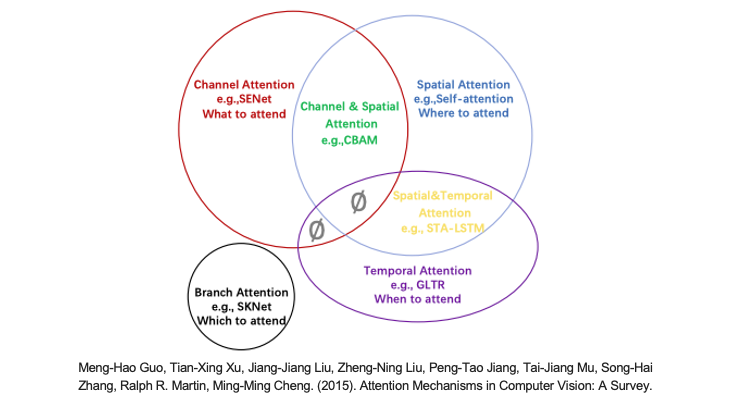 Channel Attention
e.g.,SENet
What to attend
Channel & Spatial
Attention
e.g.,CBAM
Spatial Attention
e.g.,Self-attention
Where to attend
Ø
Ø
Spatial&Temporal
Attention
e.g., STA-LSTM
Temporal Attention
e.g., GLTR
When to attend
Branch Attention
e.g., SKNet
Which to attend
Meng-Hao Guo, Tian-Xing Xu, Jiang-Jiang Liu, Zheng-Ning Liu, Peng-Tao Jiang, Tai-Jiang Mu, Song-Hai
Zhang, Ralph R. Martin, Ming-Ming Cheng. (2015). Attention Mechanisms in Computer Vision: A Survey.